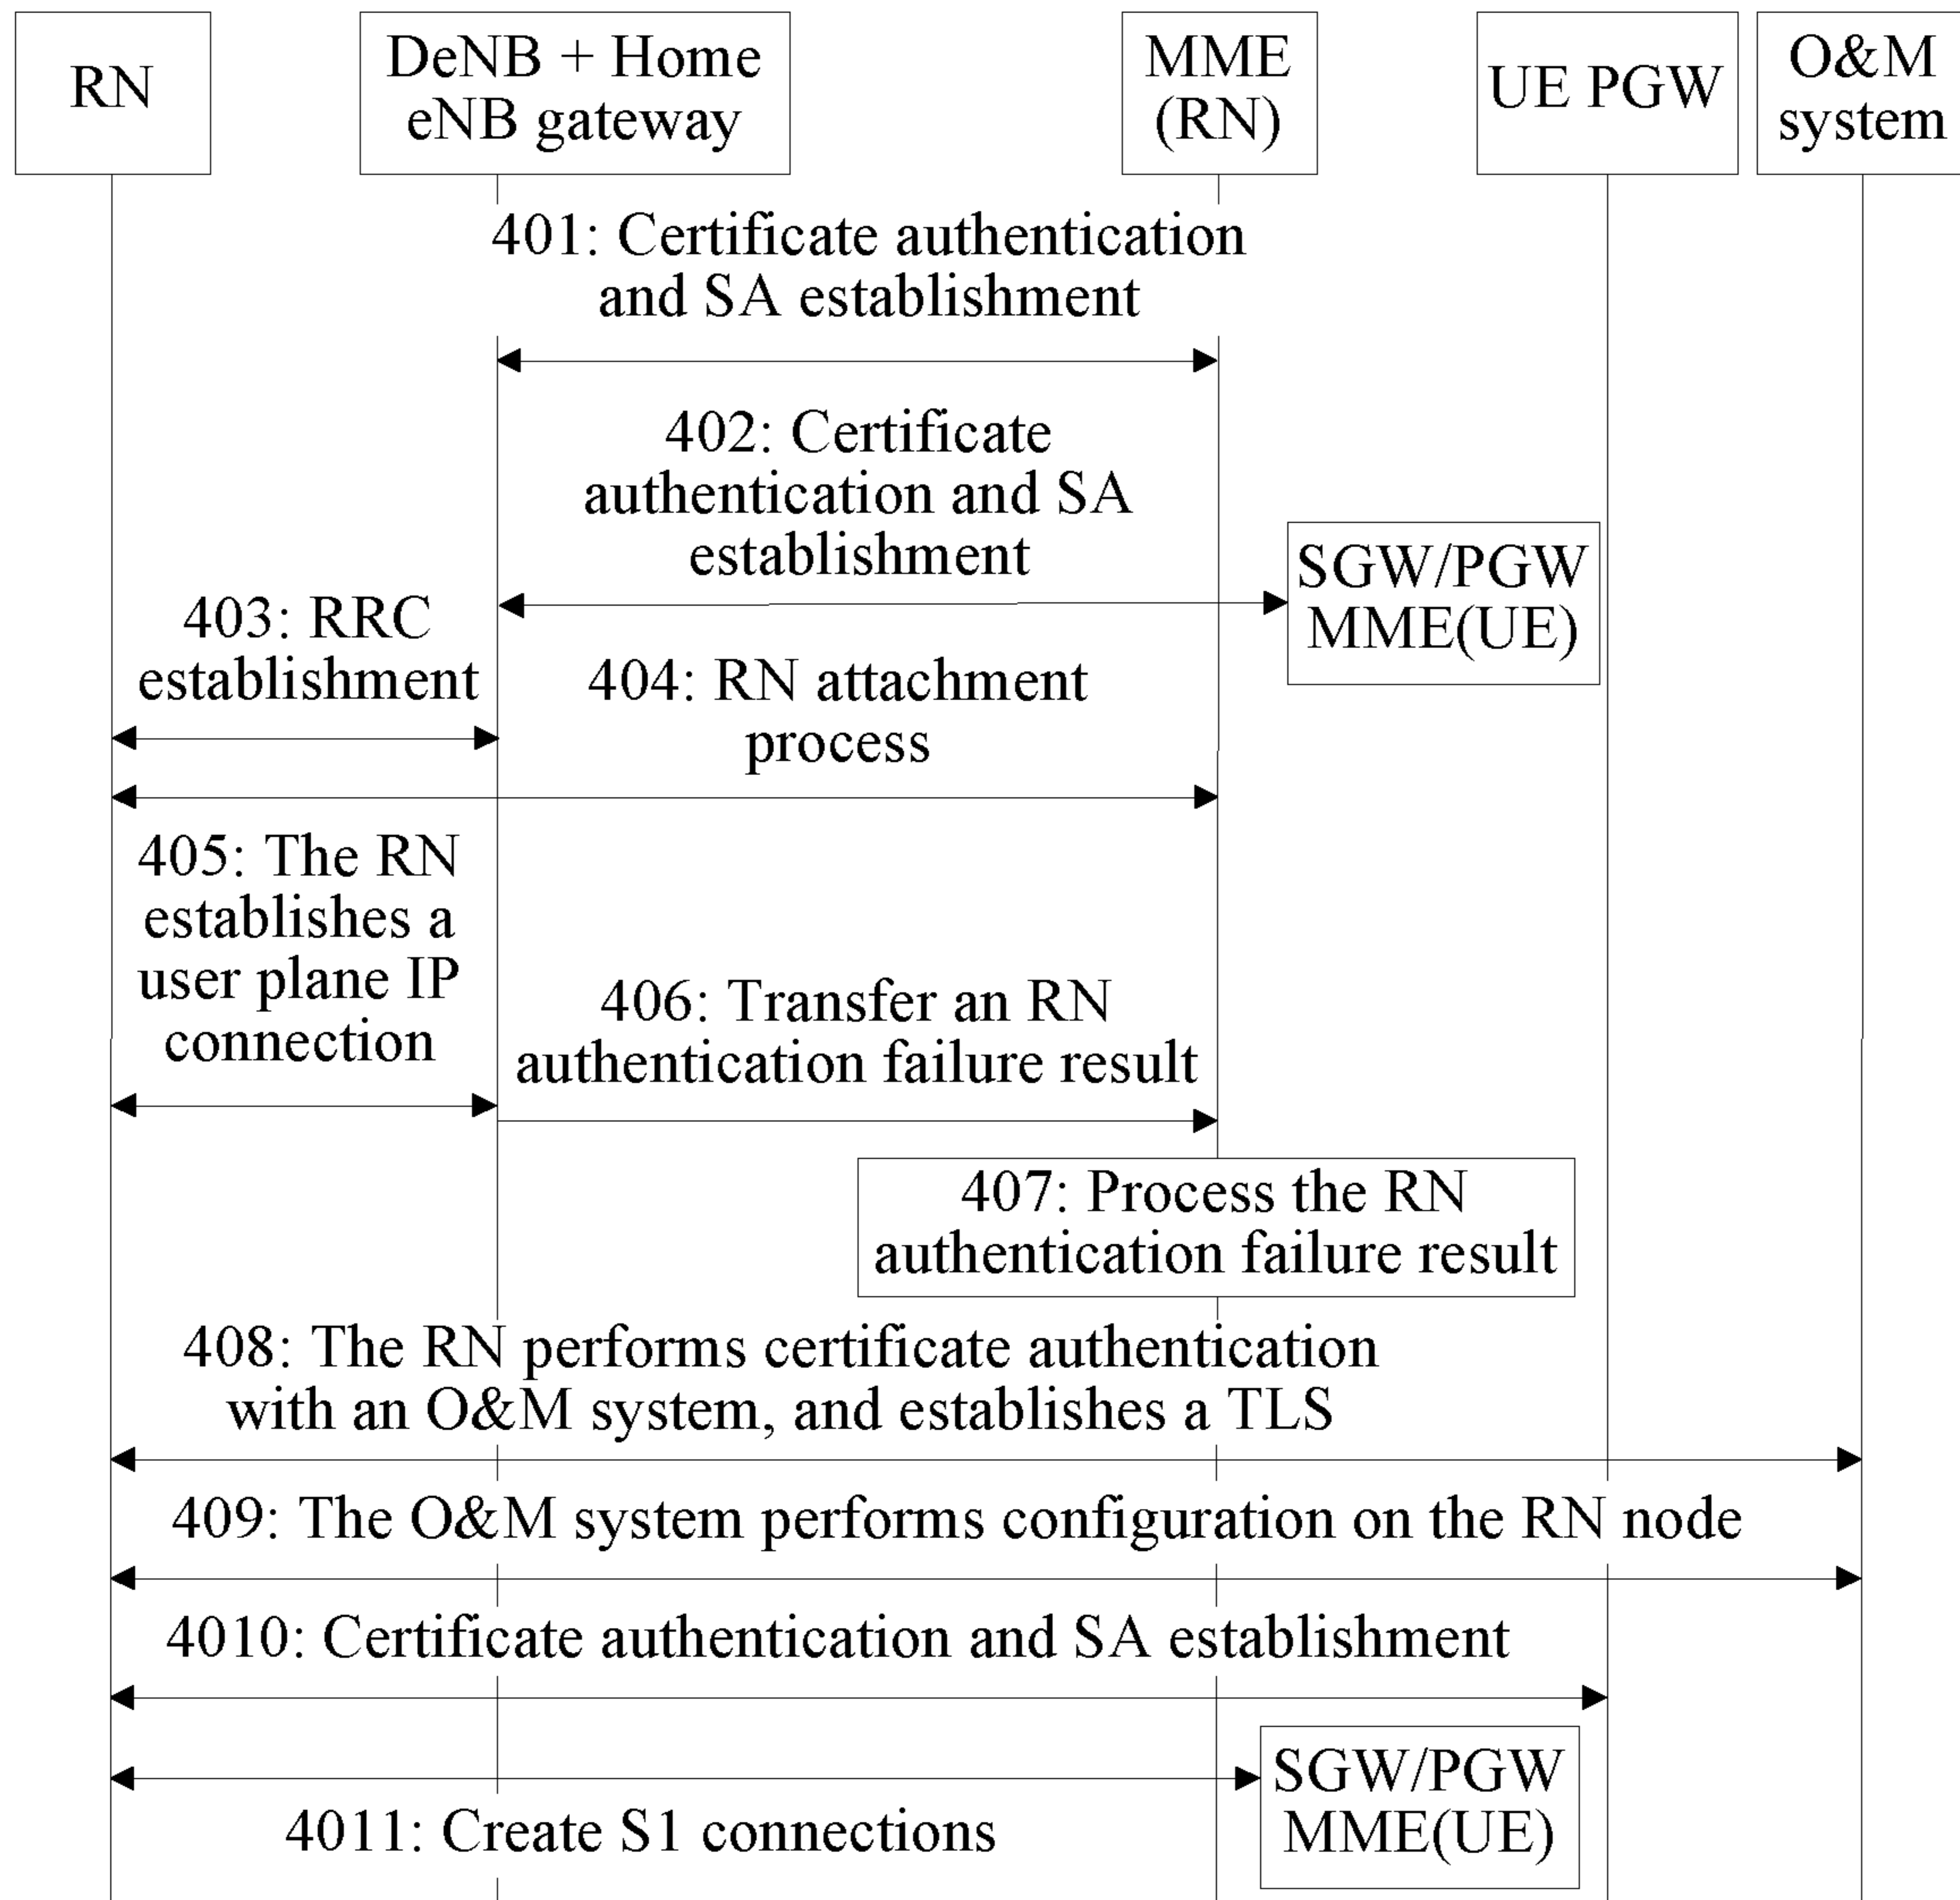 RN
DeNB + Home
eNB gateway
MME
(RN)
UE PGW
O&M
system
401: Certificate authentication
and SA establishment
402: Certificate
authentication and SA
establishment
SGW/PGW
MME(UE)
403: RRC
establishment
404: RN attachment
process
405: The RN
establishes a
user plane IP
connection
406: Transfer an RN
authentication failure result
407: Process the RN
authentication failure result
408: The RN performs certificate authentication
with an O&M system, and establishes a TLS
409: The O&M system performs configuration on the RN node
4010: Certificate authentication and SA establishment
SGW/PGW
MME(UE)
4011: Create S1 connections